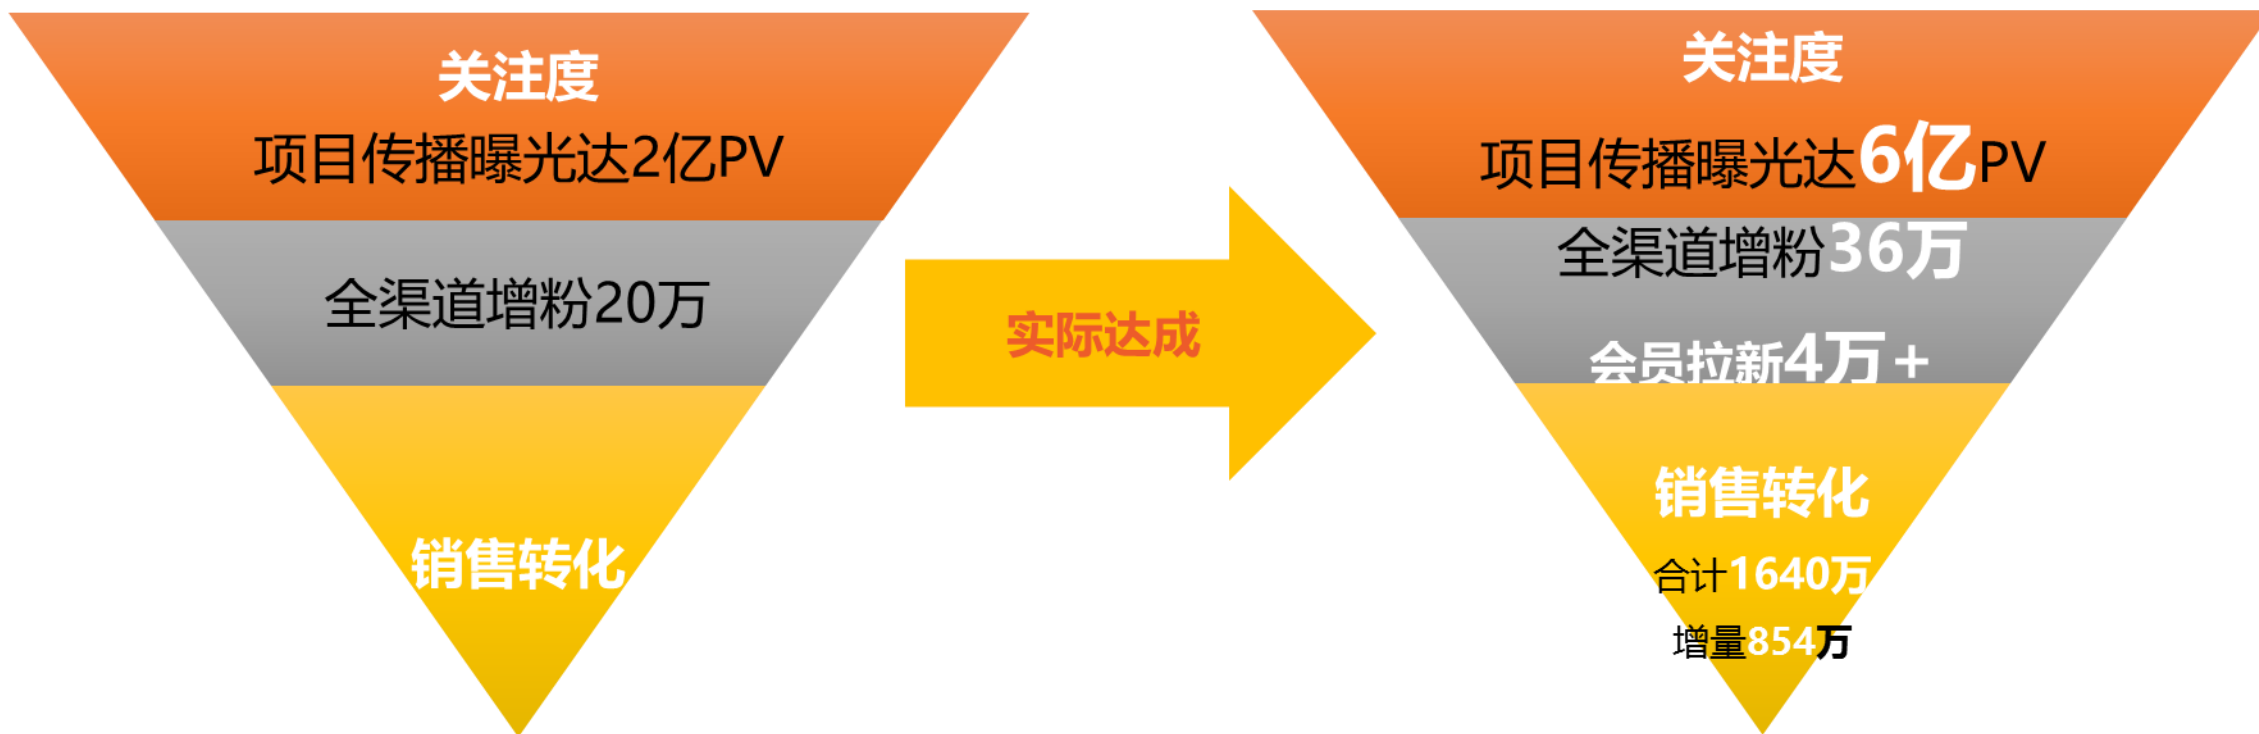 关注度
项目传播曝光达2亿PV
全渠道增粉20万
销售转化
实际达成
关注度
项目传播曝光达6亿PV
全渠道增粉36万
会员拉新4万+
销售转化
合计1640万
增量854万